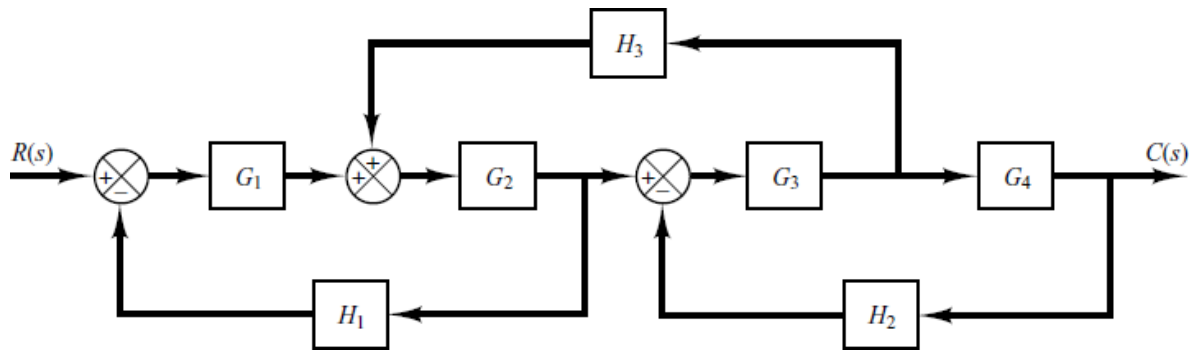 H₃
R(s)
C(s)
+
−
G₁
+
+
G₂
+
−
G₃
G₄
H₁
H₂